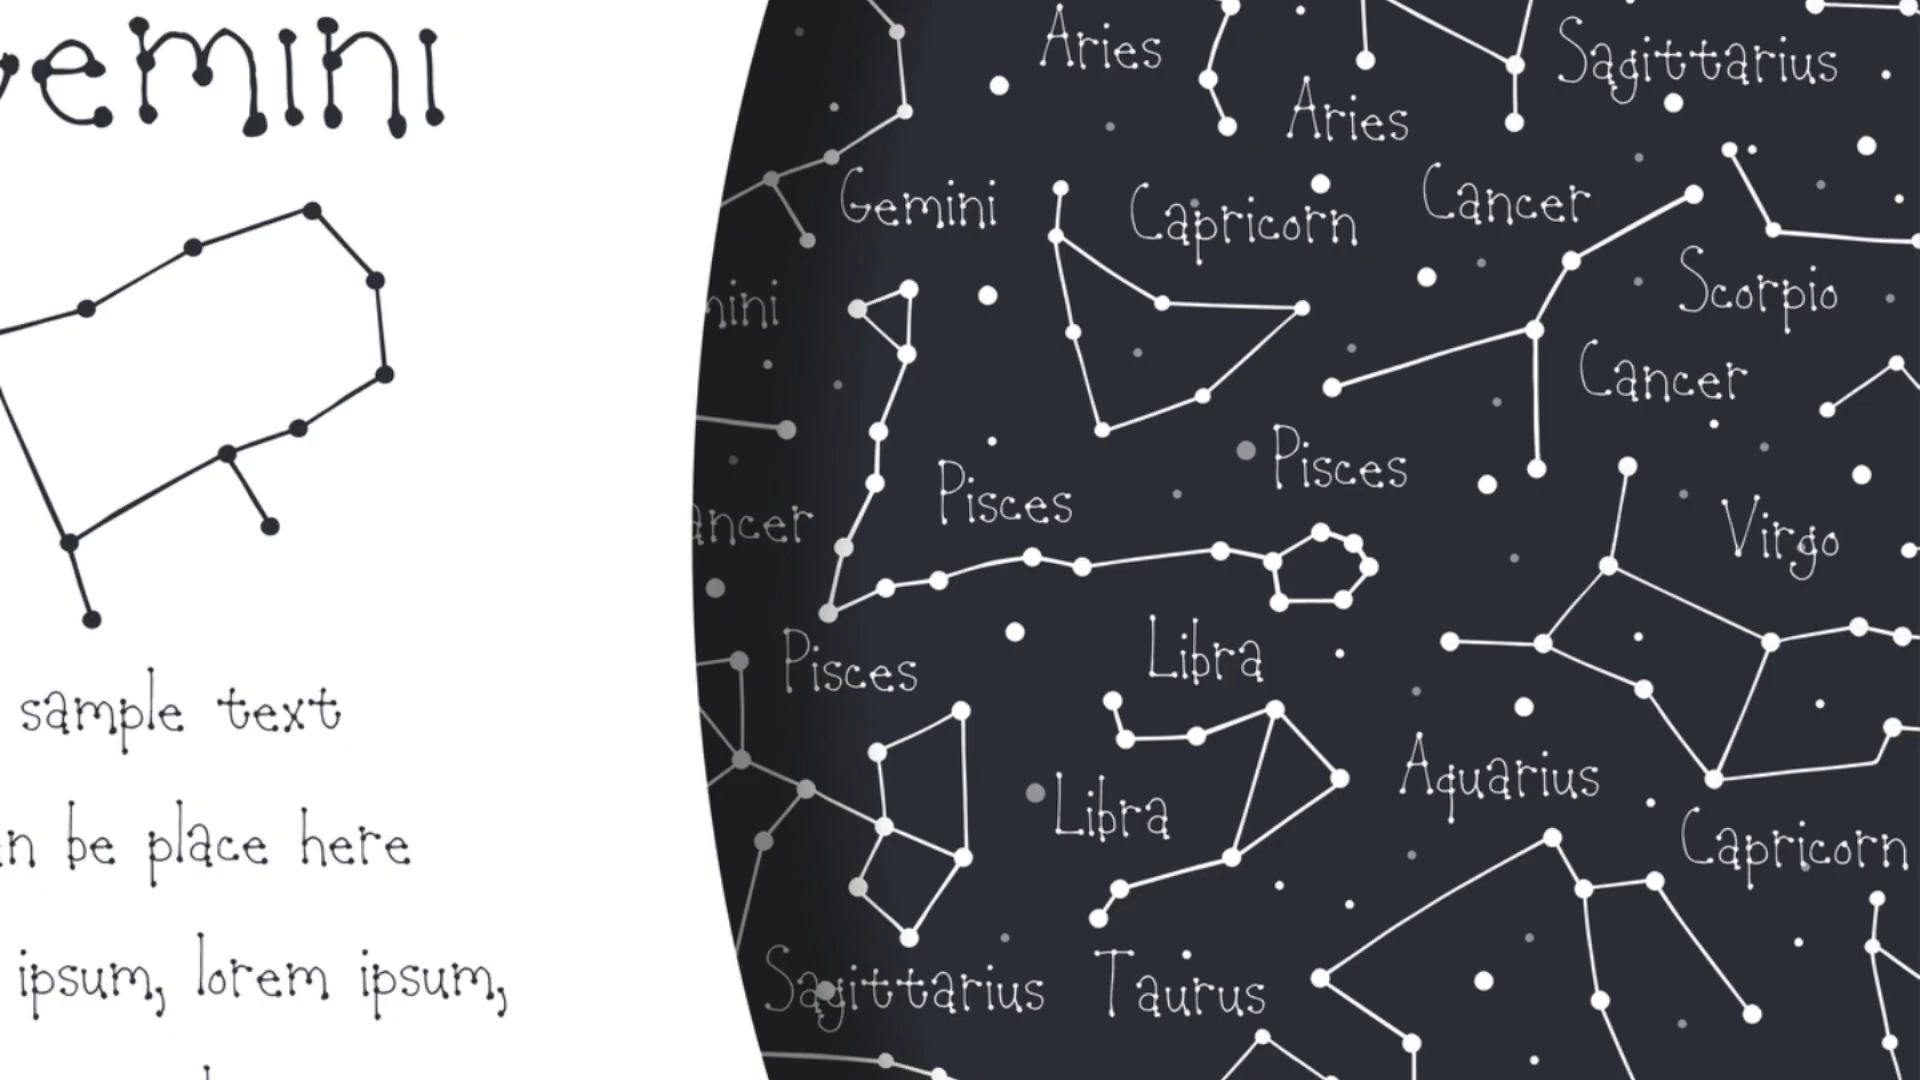 emini
sample text
n be place here
ipsum, lorem ipsum,
Aries
Sagittarius
Aries
Gemini
Capricorn
Cancer
Scorpio
mini
Cancer
Pisces
Pisces
ancer
Virgo
Pisces
Libra
Aquarius
Libra
Capricorn
Sagittarius
Taurus